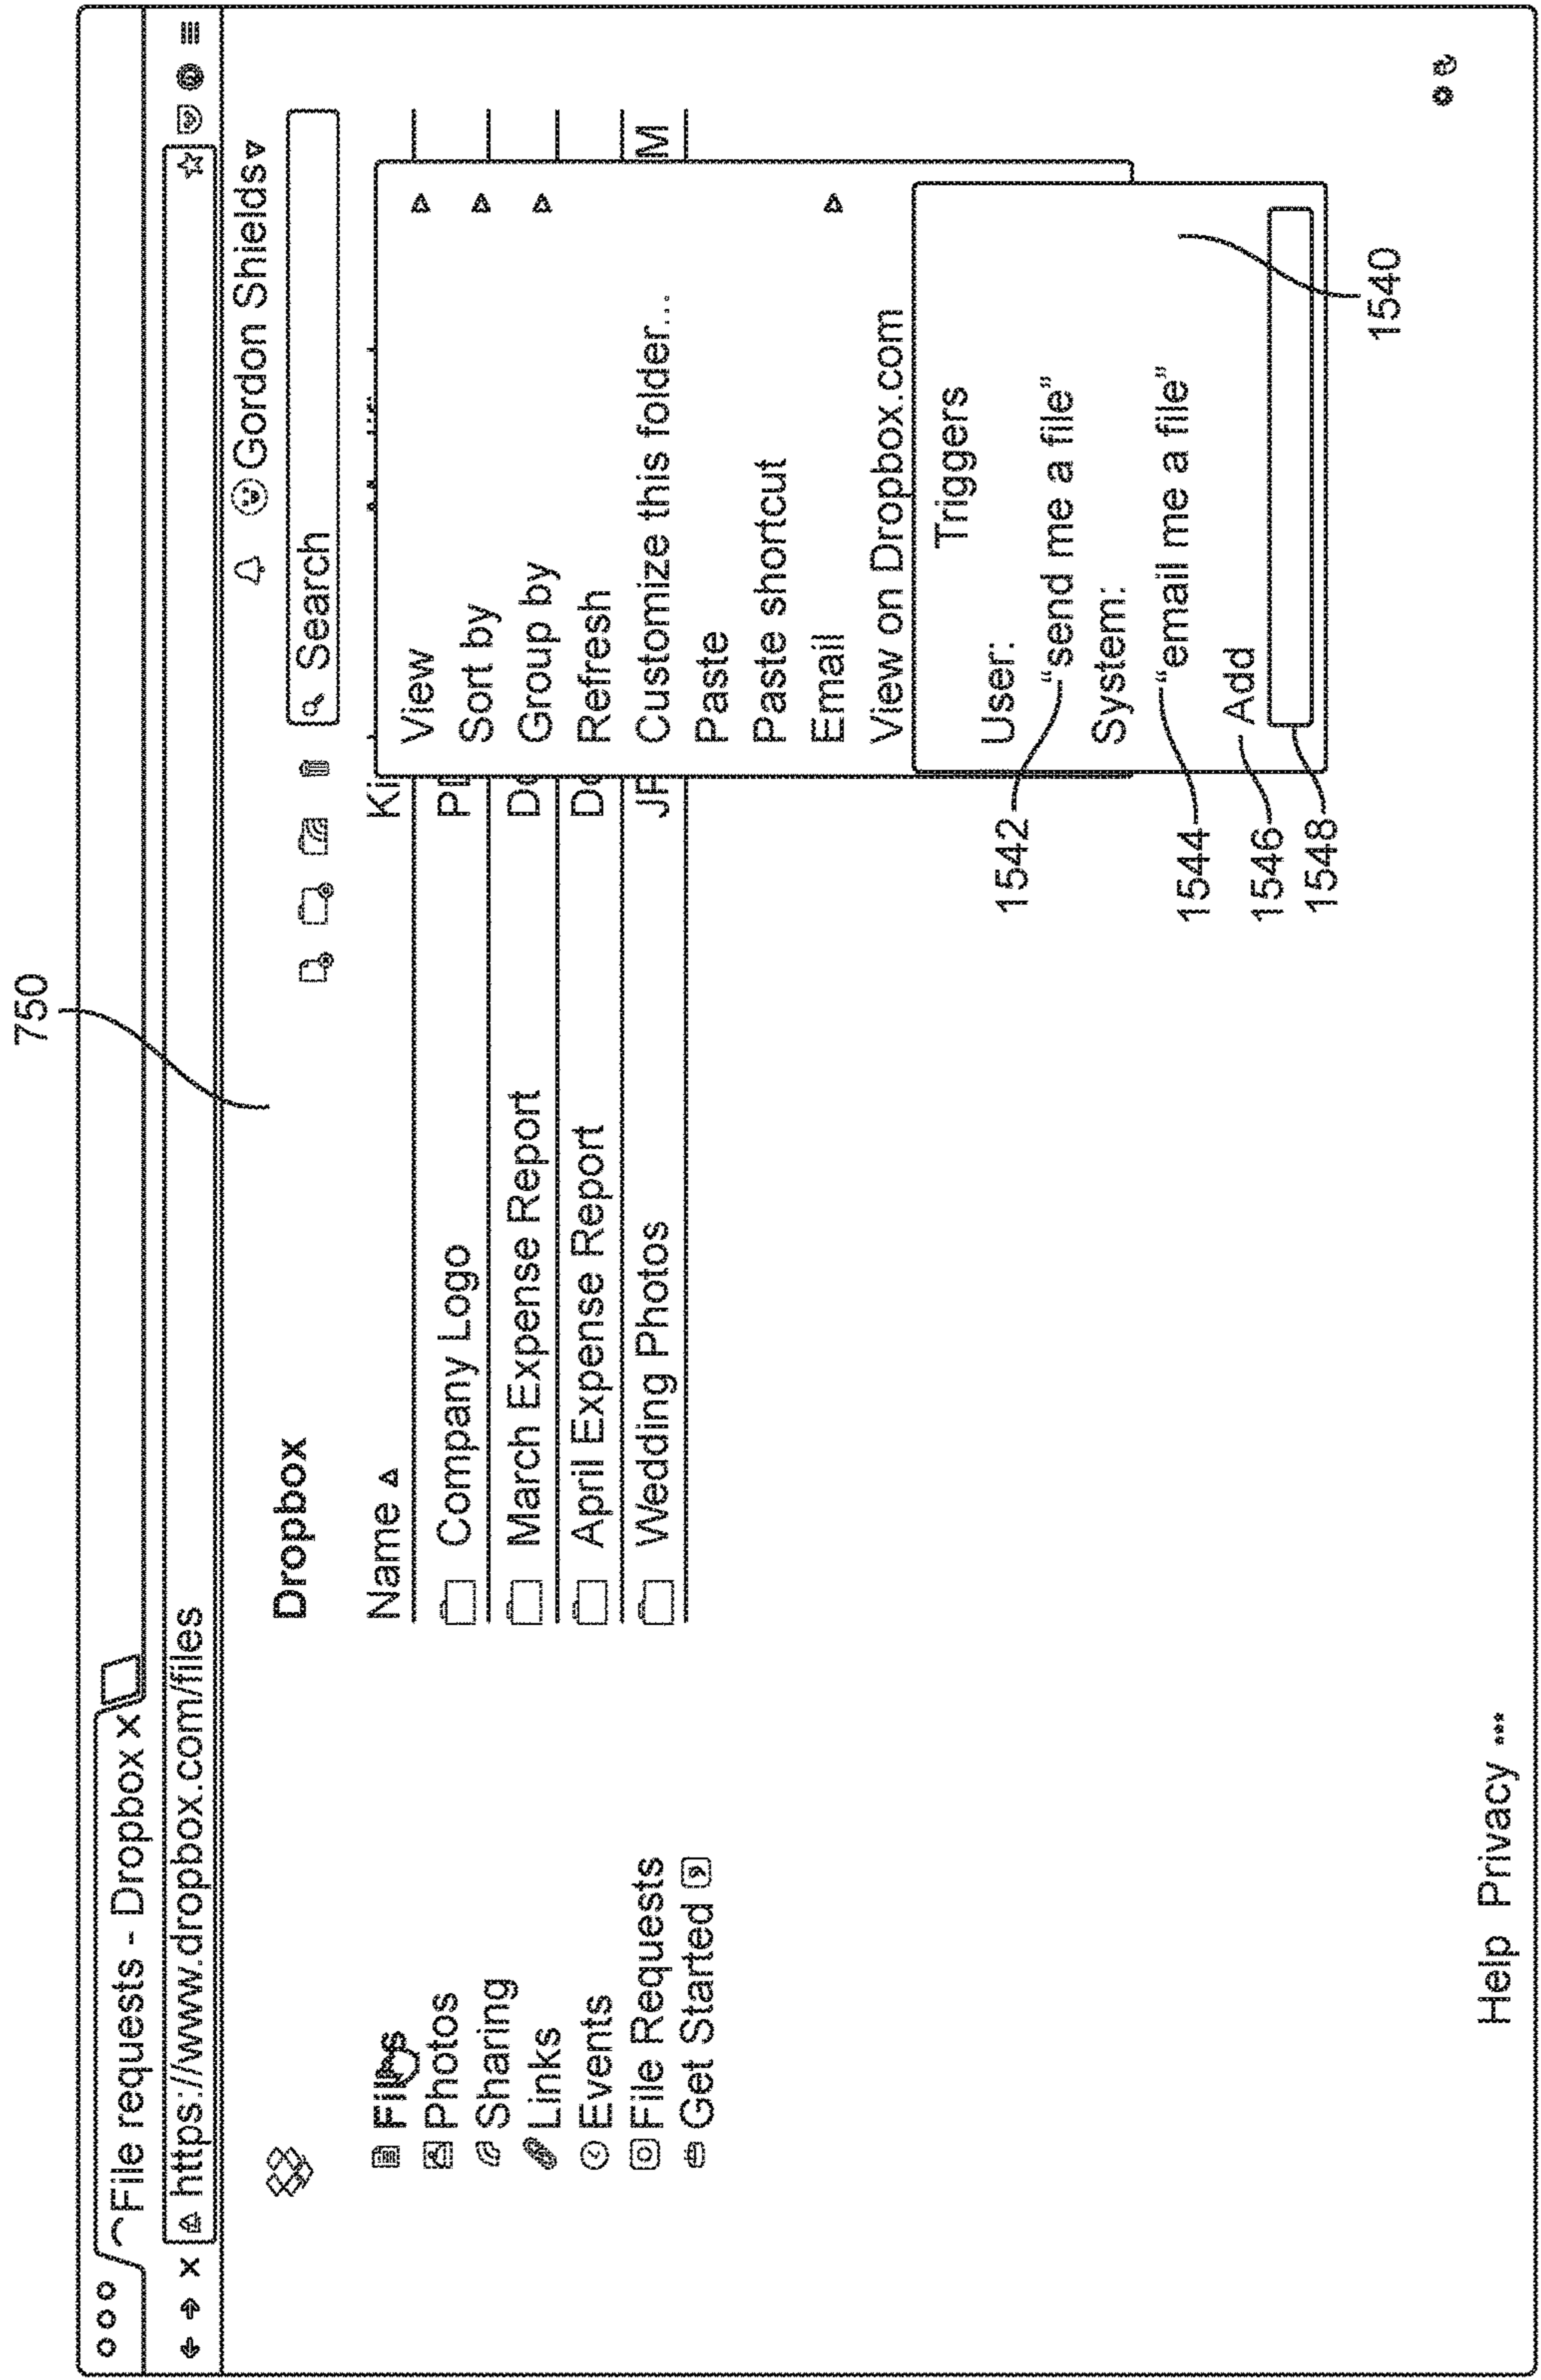 750
File requests - Dropbox x
https://www.dropbox.com/files
Gordon Shields
Dropbox
Search
Files
Photos
Sharing
Links
Events
File Requests
Get Started
Name
Ki
Company Logo
March Expense Report
D
April Expense Report
D
Wedding Photos
M
View
Sort by
Group by
Refresh
Customize this folder...
Paste
Paste shortcut
Email
View on Dropbox.com
Triggers
User:
1542
“send me a file”
System:
1544
“email me a file”
1546
Add
1548
1540
Help Privacy